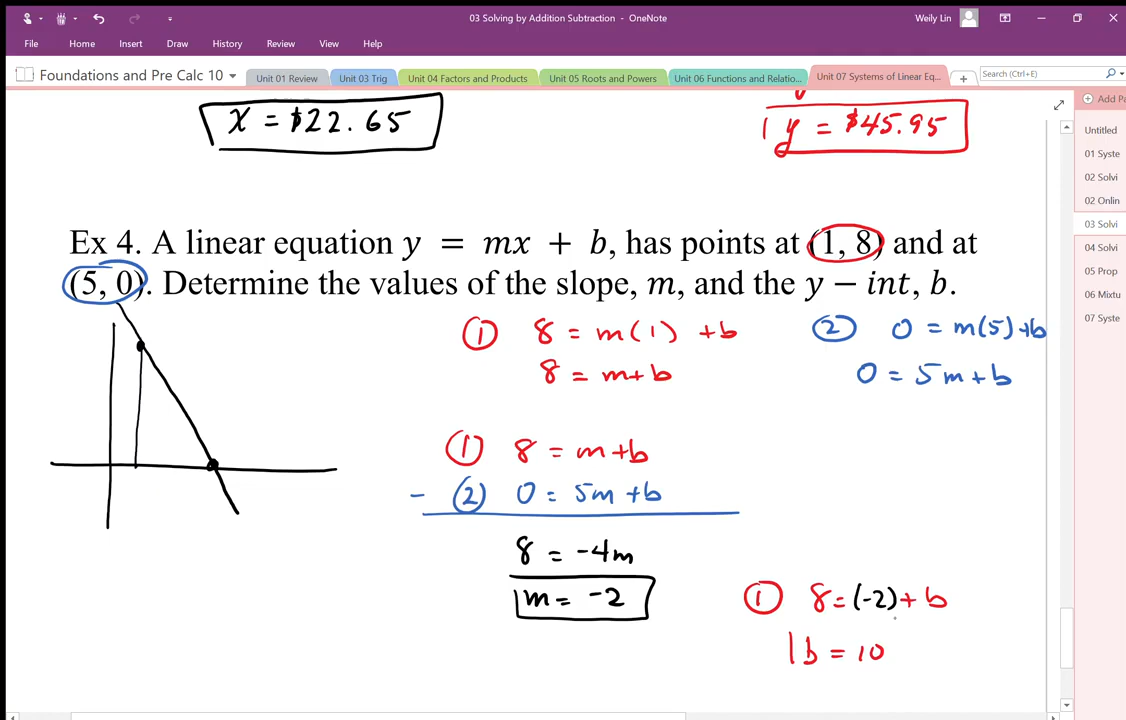 03 Solving by Addition Subtraction - OneNote
Weily Lin
File Home Insert Draw History Review View Help
Foundations and Pre Calc 10
Unit 01 Review
Unit 03 Trig
Unit 04 Factors and Products
Unit 05 Roots and Powers
Unit 06 Functions and Relatio...
Unit 07 Systems of Linear Eq...
Search (Ctrl+E)
Add Pa
Untitled
01 Syste
02 Solvi
02 Onlin
03 Solvi
04 Solvi
05 Prop
06 Mixtu
07 Syste
x = $22.65
y = $45.95
Ex 4. A linear equation y = mx + b, has points at (1, 8) and at
(5, 0). Determine the values of the slope, m, and the y − int, b.
① 8 = m(1) + b
8 = m+b
② 0 = m(5)+b
0 = 5m+b
① 8 = m+b
- ② 0 = 5m+b
8 = -4m
m = -2
① 8 = (-2) + b
b = 10